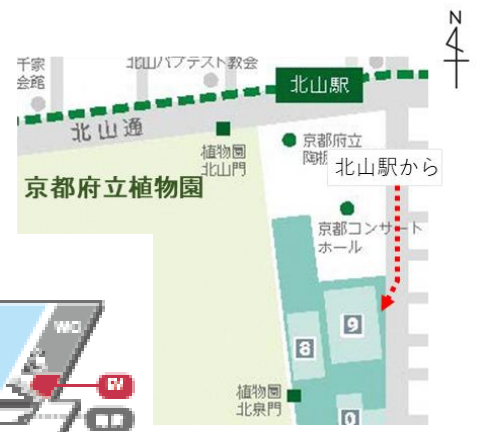 N
千家
会館
北山バプテスト教会
北山駅
北山通
植物園
北山門
京都府立
陶板
北山駅から
京都府立植物園
京都コンサート
ホール
WC
9
8
EV
植物園
北泉門